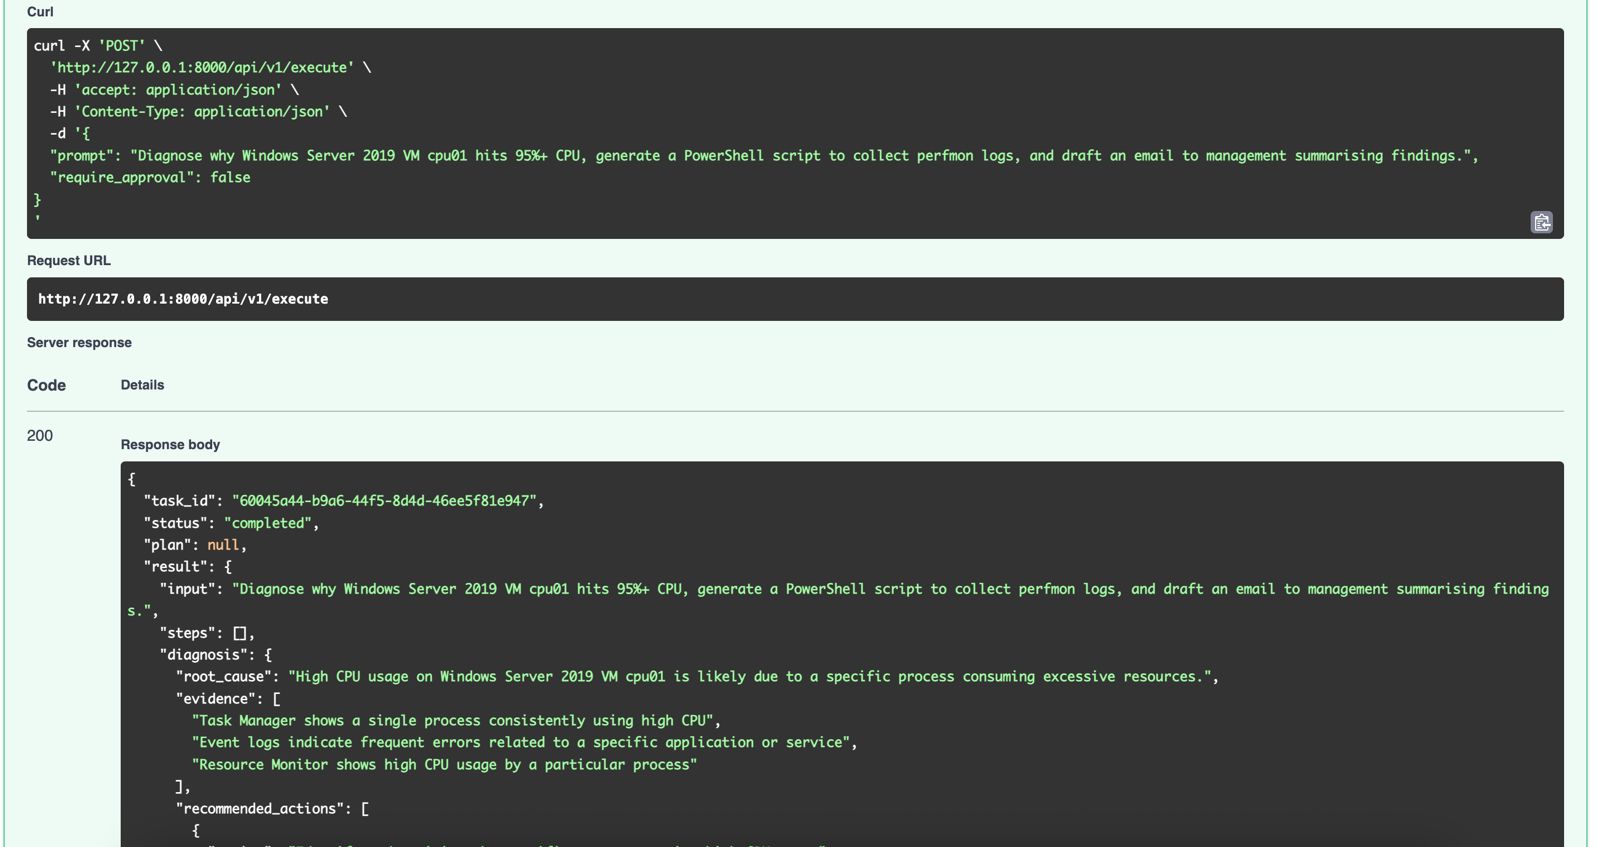 Curl
curl -X 'POST' \
'http://127.0.0.1:8000/api/v1/execute' \
-H 'accept: application/json' \
-H 'Content-Type: application/json' \
-d '{
"prompt": "Diagnose why Windows Server 2019 VM cpu01 hits 95%+ CPU, generate a PowerShell script to collect perfmon logs, and draft an email to management summarising findings.",
"require_approval": false
}
'
Request URL
http://127.0.0.1:8000/api/v1/execute
Server response
Code Details
200
Response body
{
"task_id": "60045a44-b9a6-44f5-8d4d-46ee5f81e947",
"status": "completed",
"plan": null,
"result": {
"input": "Diagnose why Windows Server 2019 VM cpu01 hits 95%+ CPU, generate a PowerShell script to collect perfmon logs, and draft an email to management summarising finding
s.",
"steps": [],
"diagnosis": {
"root_cause": "High CPU usage on Windows Server 2019 VM cpu01 is likely due to a specific process consuming excessive resources.",
"evidence": [
"Task Manager shows a single process consistently using high CPU",
"Event logs indicate frequent errors related to a specific application or service",
"Resource Monitor shows high CPU usage by a particular process"
],
"recommended_actions": [
{